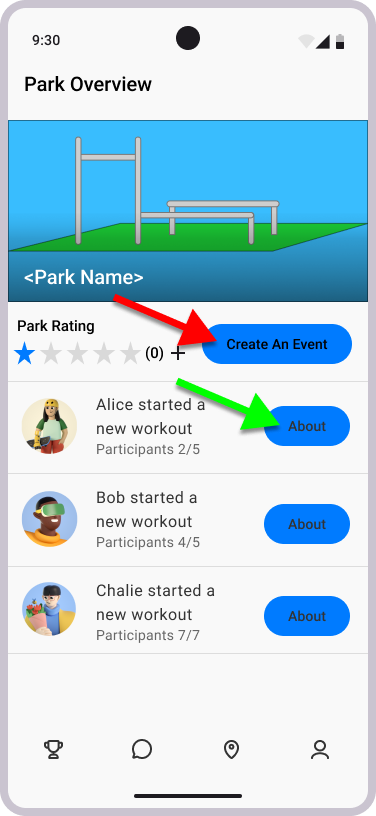 9:30
Park Overview
<Park Name>
Park Rating
(0)
Create An Event
Alice started a
new workout
Participants 2/5
About
Bob started a
new workout
Participants 4/5
About
Chalie started a
new workout
Participants 7/7
About